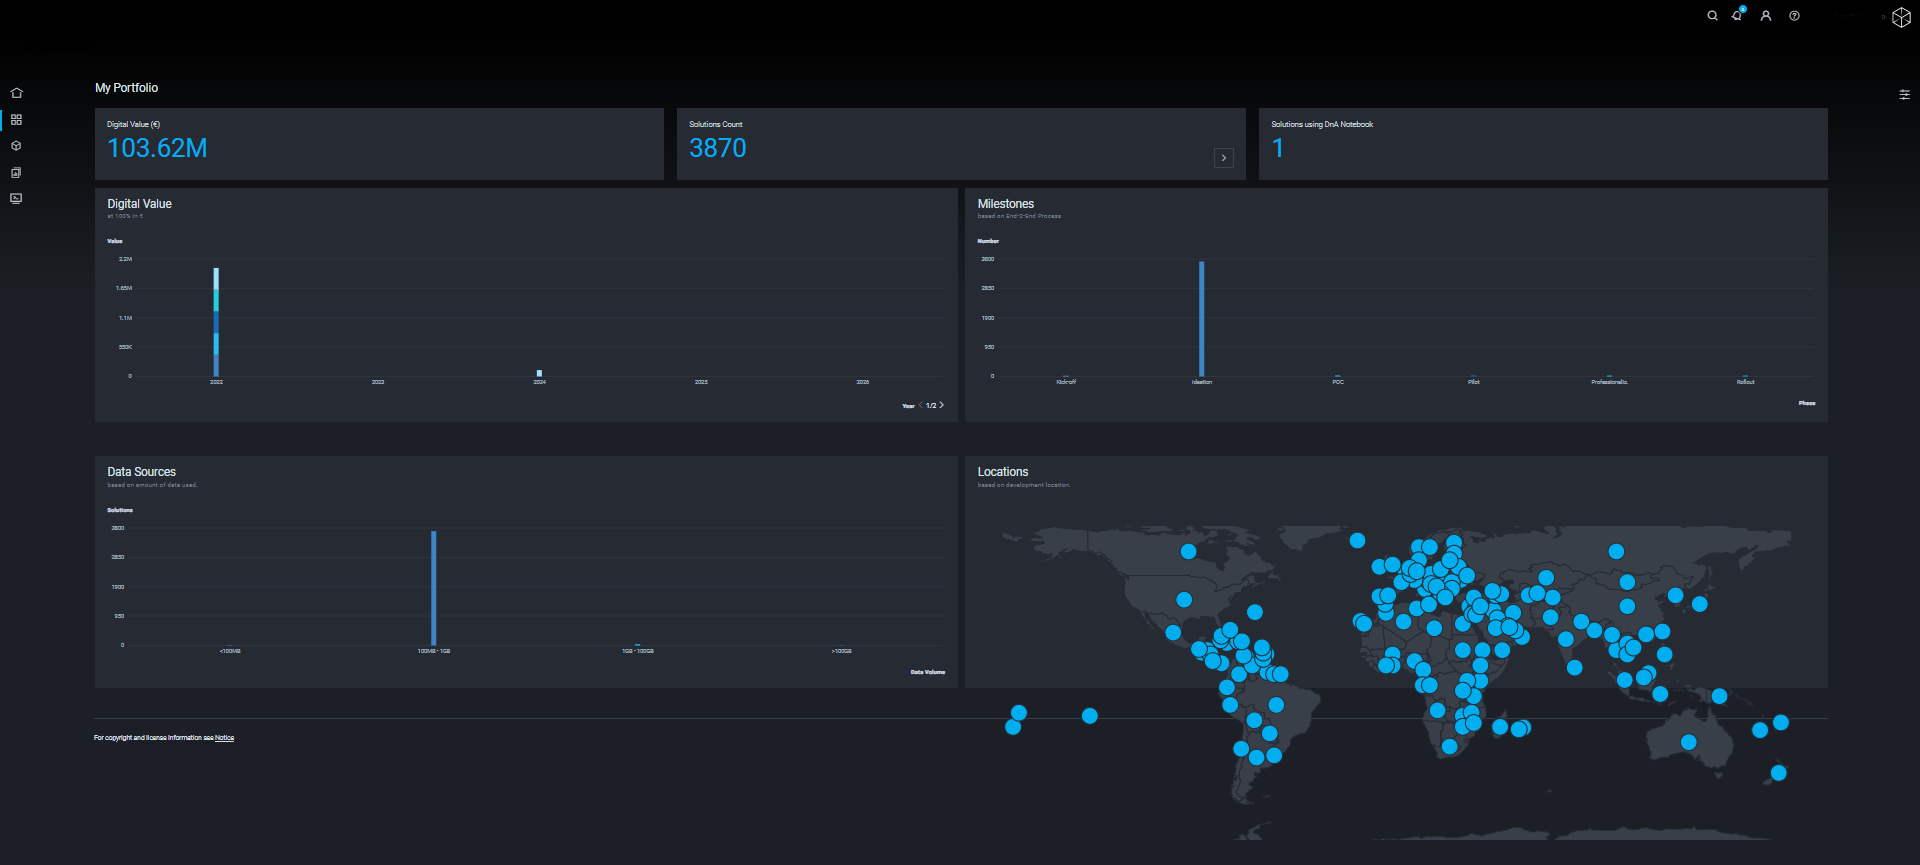 My Portfolio
Digital Value (€)
103.62M
Solutions Count
3870
Solutions using DnA Notebook
1
Digital Value
at 100% in €
Value
2.2M
1.65M
1.1M
550K
0
2022 2023 2024 2025 2026
Year 1/2
Milestones
based on End-2-End Process
Number
3800
2850
1900
950
0
Kick-off Ideation POC Pilot Professionaliz. Rollout
Phase
Data Sources
based on amount of data used.
Solutions
3800
2850
1900
950
0
<100MB 100MB - 1GB 1GB - 100GB >100GB
Data Volume
Locations
based on development location.
For copyright and license information see Notice